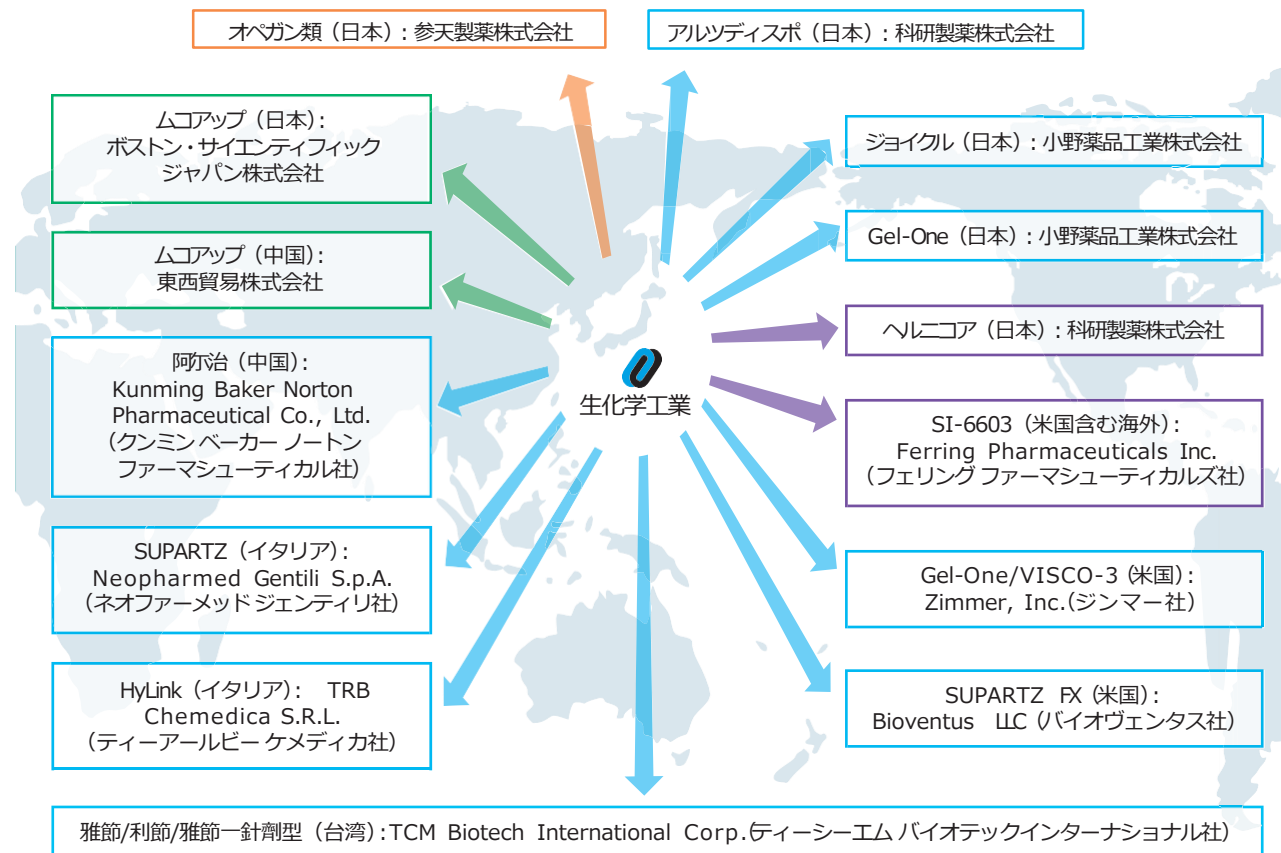 オペガン類（日本）：参天製薬株式会社
アルツディスポ（日本）：科研製薬株式会社
ムコアップ（日本）：
ボストン・サイエンティフィック
ジャパン株式会社
ムコアップ（中国）：
東西貿易株式会社
阿尔治（中国）：
Kunming Baker Norton
Pharmaceutical Co., Ltd.
（クンミン ベーカー ノートン
ファーマシューティカル社）
SUPARTZ（イタリア）：
Neopharmed Gentili S.p.A.
（ネオファーメッド ジェンティリ社）
HyLink（イタリア）： TRB
Chemedica S.R.L.
（ティーアールビー ケメディカ社）
生化学工業
ジョイクル（日本）：小野薬品工業株式会社
Gel-One（日本）：小野薬品工業株式会社
ヘルニコア（日本）：科研製薬株式会社
SI-6603（米国含む海外）：
Ferring Pharmaceuticals Inc.
（フェリング ファーマシューティカルズ社）
Gel-One/VISCO-3（米国）：
Zimmer, Inc.（ジンマー社）
SUPARTZ FX（米国）：
Bioventus LLC（バイオヴェンタス社）
雅節/利節/雅節一針劑型（台湾）：TCM Biotech International Corp.（ティーシーエム バイオテックインターナショナル社）